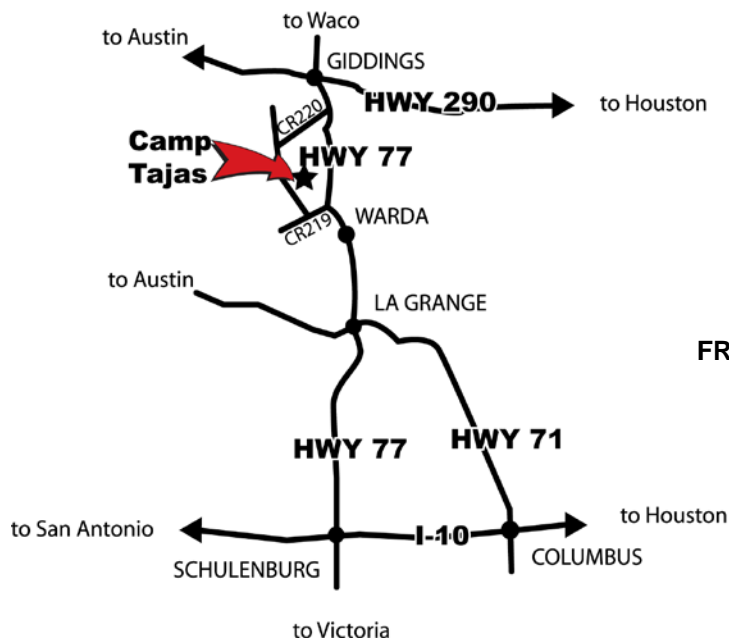 to Waco
to Austin
GIDDINGS
HWY 290
to Houston
CR220
Camp
Tajas
HWY 77
CR219
WARDA
to Austin
LA GRANGE
FR
HWY 77
HWY 71
to San Antonio
I-10
to Houston
SCHULENBURG
COLUMBUS
to Victoria